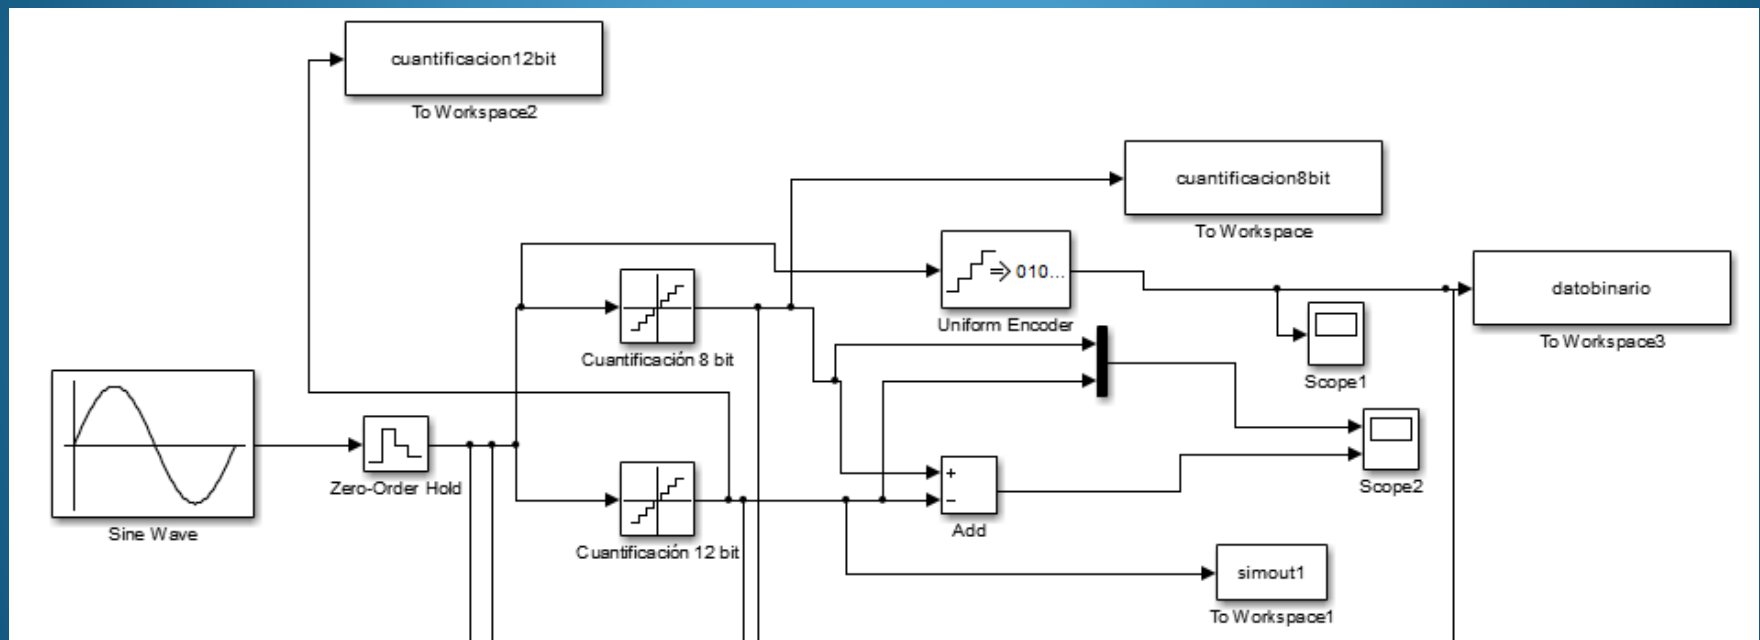 cuantificacion12bit
To Workspace2
cuantificacion8bit
To Workspace
010...
Uniform Encoder
datobinario
To Workspace3
Cuantificación 8 bit
Scope1
Zero-Order Hold
Sine Wave
Cuantificación 12 bit
+
−
Add
Scope2
simout1
To Workspace1